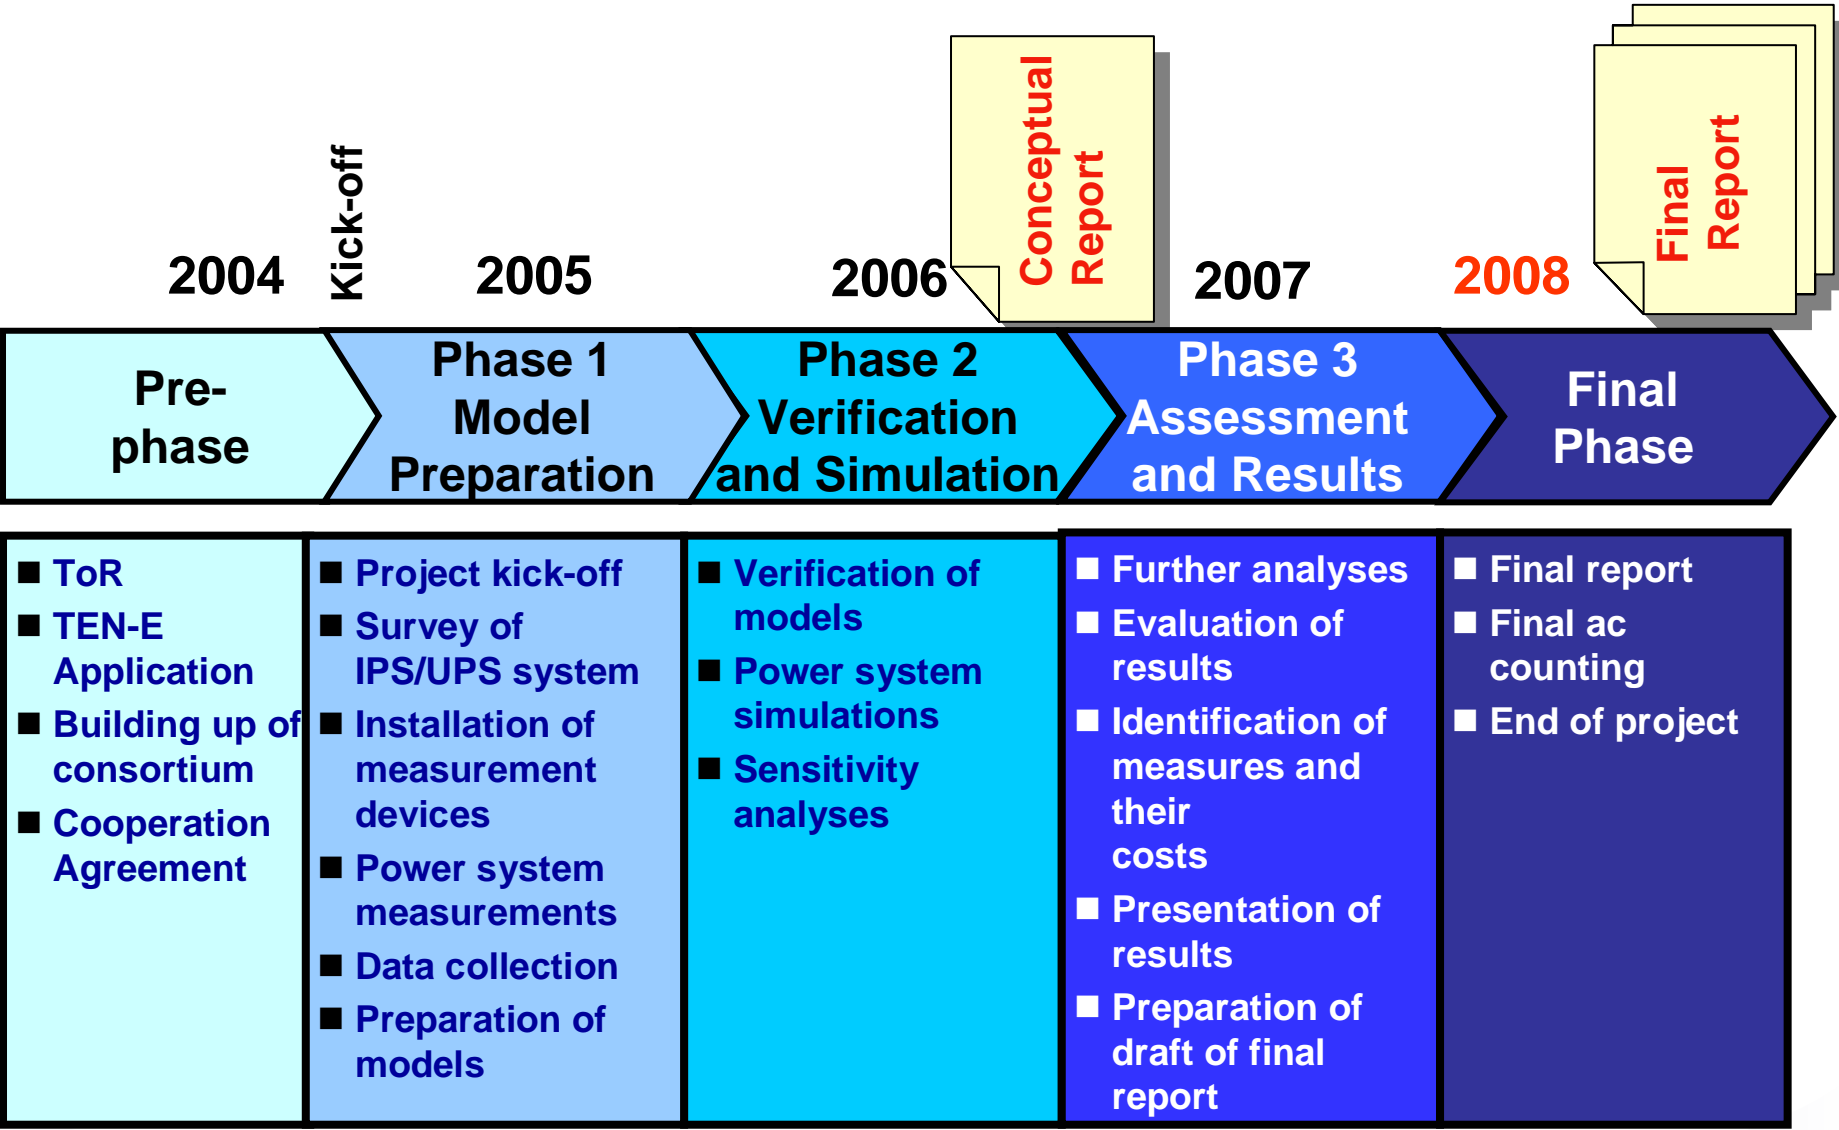 Conceptual
Report
Final
Report
Kick-off
2004
2005
2006
2007
2008
Pre-
phase
Phase 1
Model
Preparation
Phase 2
Verification
and Simulation
Phase 3
Assessment
and Results
Final
Phase
ToR
TEN-E
Application
Building up of
consortium
Cooperation
Agreement
Project kick-off
Survey of
IPS/UPS system
Installation of
measurement
devices
Power system
measurements
Data collection
Preparation of
models
Verification of
models
Power system
simulations
Sensitivity
analyses
Further analyses
Evaluation of
results
Identification of
measures and
their
costs
Presentation of
results
Preparation of
draft of final
report
Final report
Final ac
counting
End of project